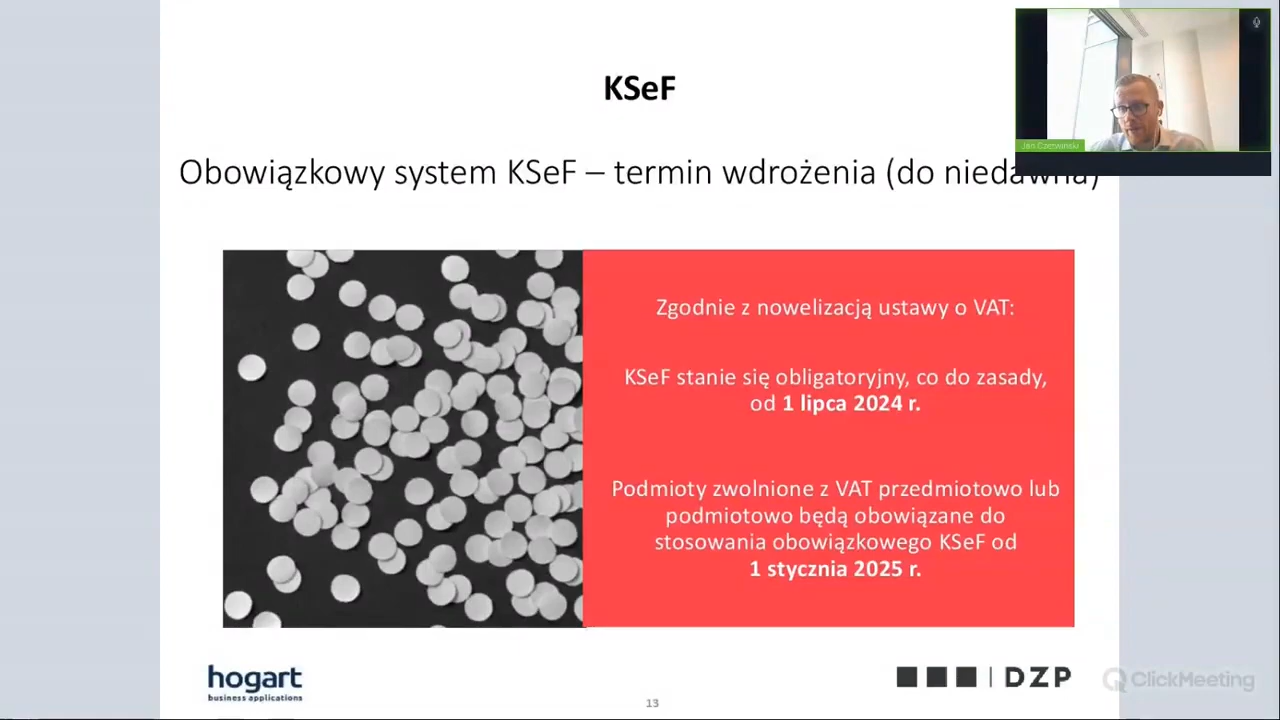 KSeF
Jan Czerwinski
Obowiązkowy system KSeF – termin wdrożenia (do niedawna)
Zgodnie z nowelizacją ustawy o VAT:
KSeF stanie się obligatoryjny, co do zasady,
od 1 lipca 2024 r.
Podmioty zwolnione z VAT przedmiotowo lub
podmiotowo będą obowiązane do
stosowania obowiązkowego KSeF od
1 stycznia 2025 r.
hogart
business applications
DZP
ClickMeeting
13